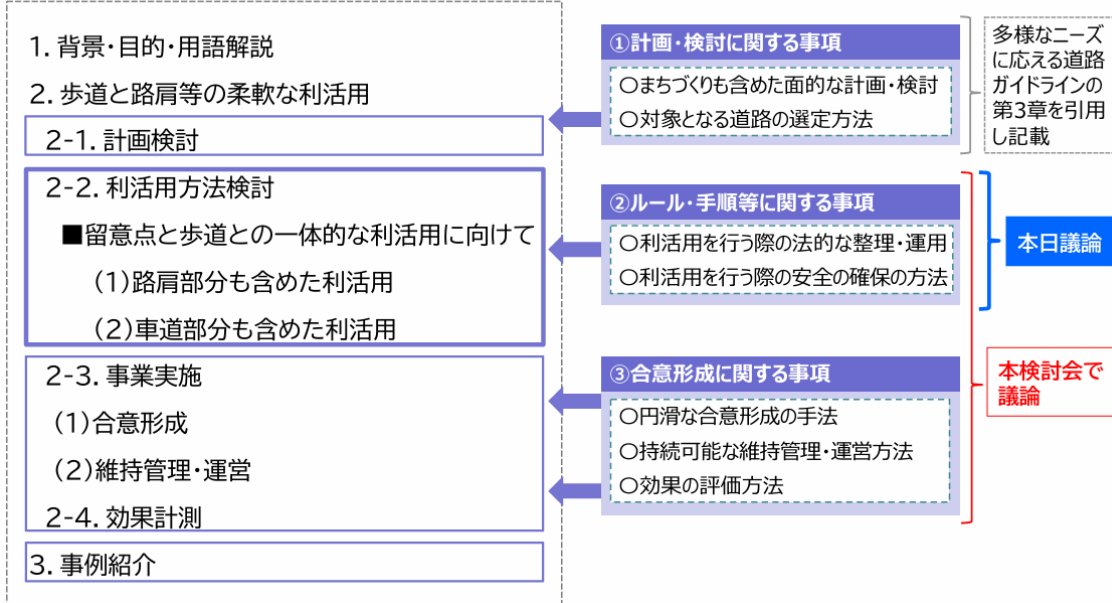 1. 背景・目的・用語解説
2. 歩道と路肩等の柔軟な利活用
2-1. 計画検討
2-2. 利活用方法検討
■留意点と歩道との一体的な利活用に向けて
(1)路肩部分も含めた利活用
(2)車道部分も含めた利活用
2-3. 事業実施
(1)合意形成
(2)維持管理・運営
2-4. 効果計測
3. 事例紹介
①計画・検討に関する事項
○まちづくりも含めた面的な計画・検討
○対象となる道路の選定方法
②ルール・手順等に関する事項
○利活用を行う際の法的な整理・運用
○利活用を行う際の安全の確保の方法
③合意形成に関する事項
○円滑な合意形成の手法
○持続可能な維持管理・運営方法
○効果の評価方法
多様なニーズ
に応える道路
ガイドラインの
第3章を引用
し記載
本日議論
本検討会で
議論